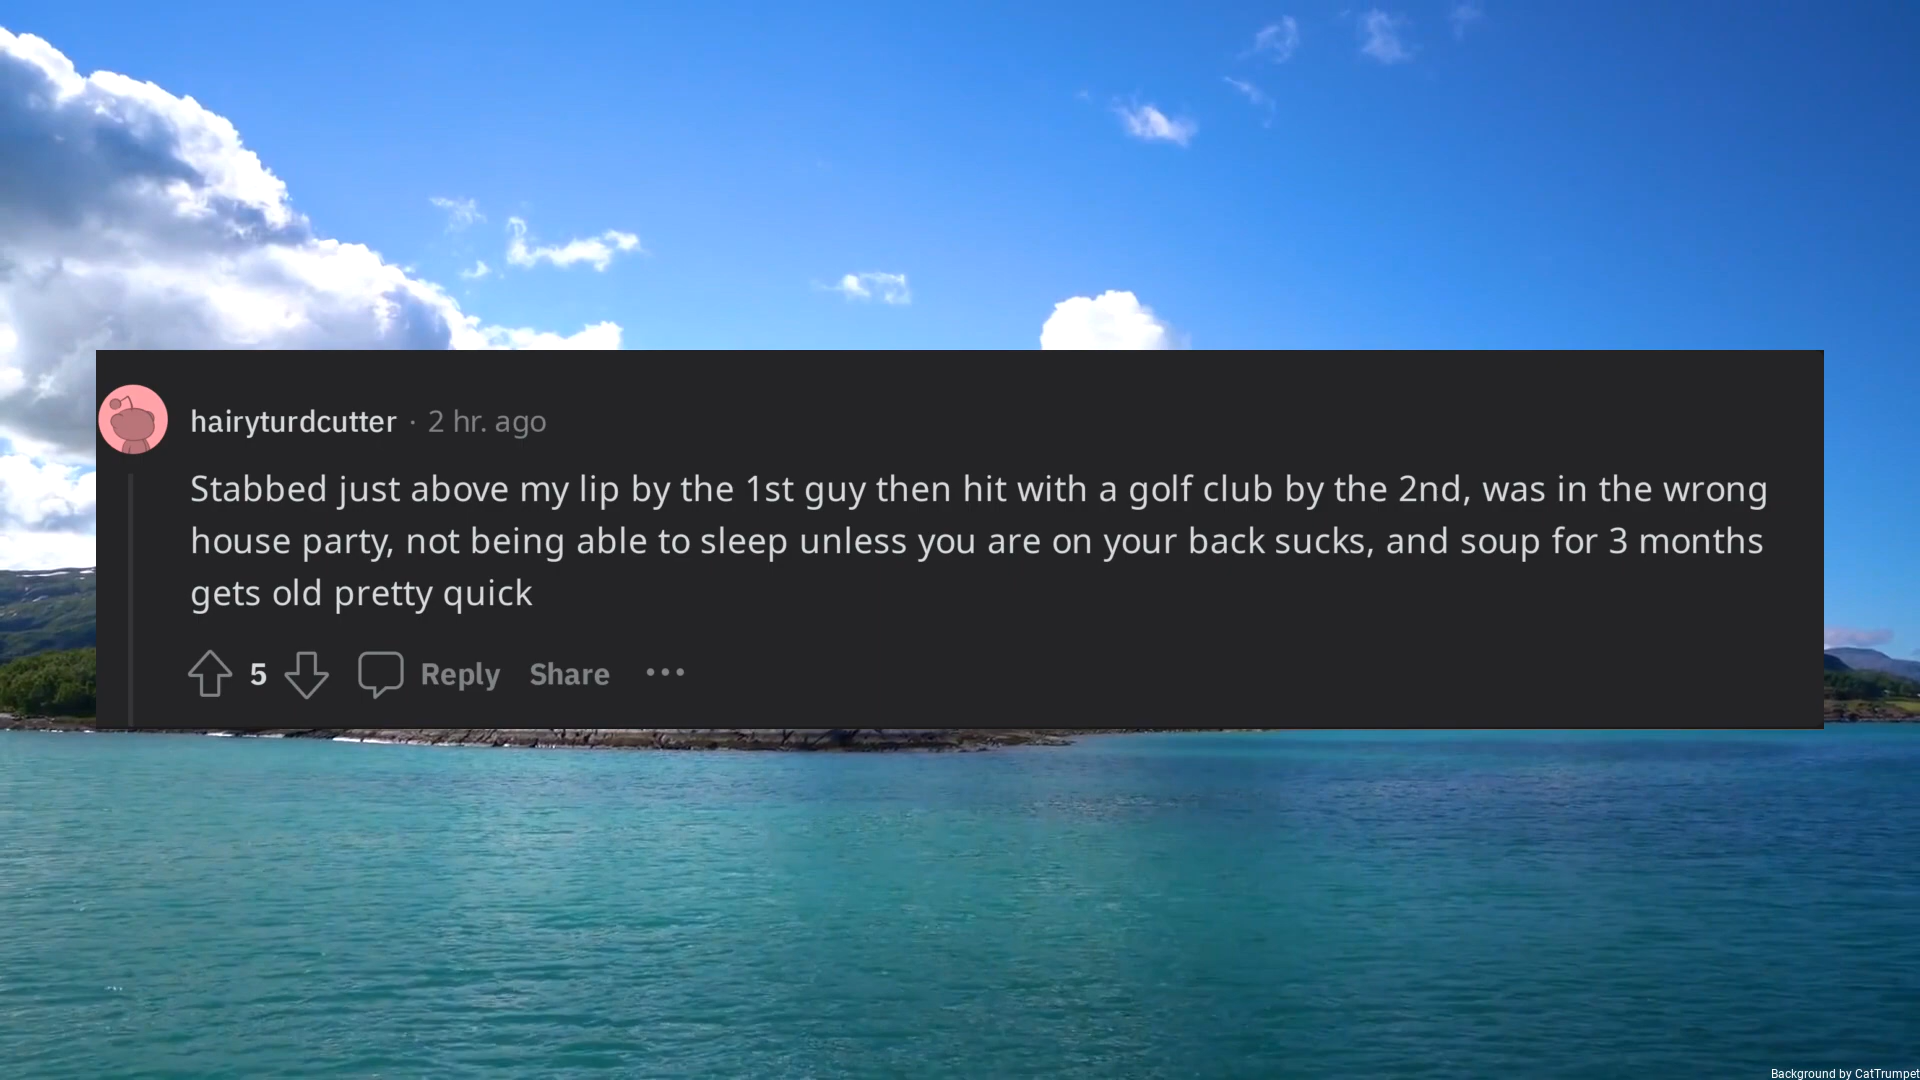 hairyturdcutter · 2 hr. ago
Stabbed just above my lip by the 1st guy then hit with a golf club by the 2nd, was in the wrong
house party, not being able to sleep unless you are on your back sucks, and soup for 3 months
gets old pretty quick
5 Reply Share ···
Background by CatTrumpet